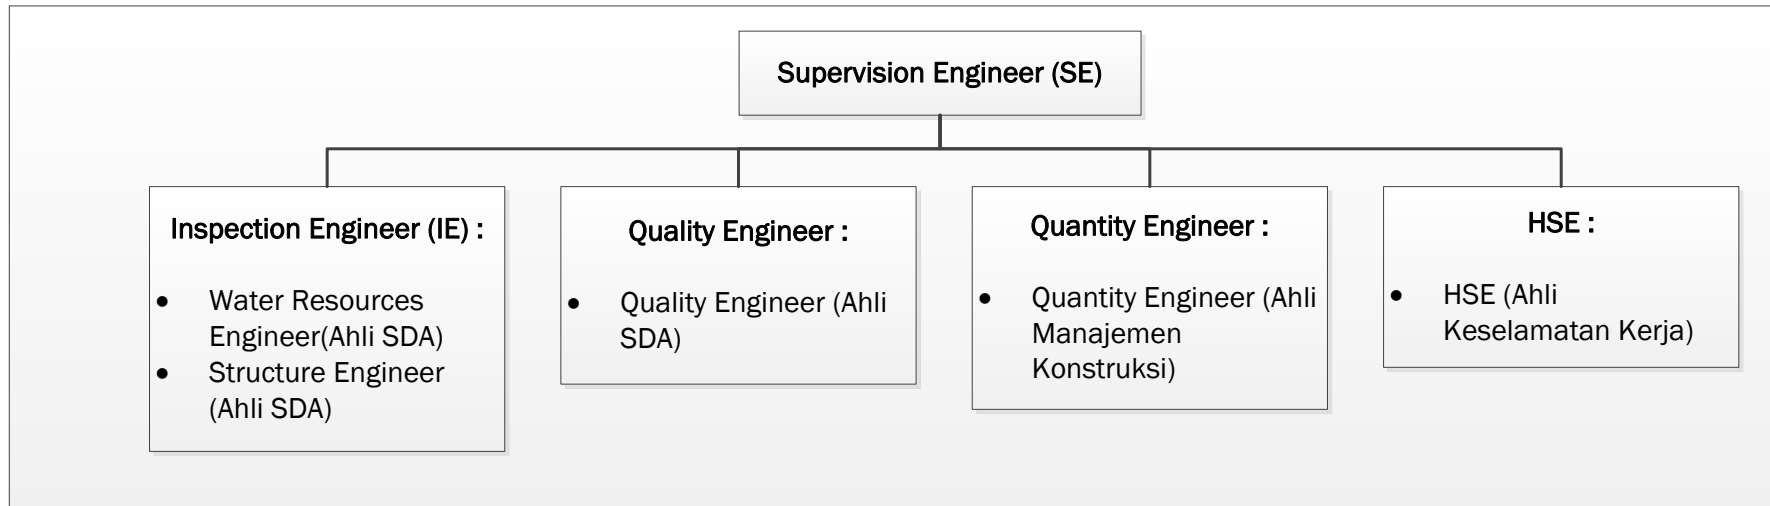 Supervision Engineer (SE)
Inspection Engineer (IE) :
• Water Resources
Engineer(Ahli SDA)
• Structure Engineer
(Ahli SDA)
Quality Engineer :
• Quality Engineer (Ahli
SDA)
Quantity Engineer :
• Quantity Engineer (Ahli
Manajemen
Konstruksi)
HSE :
• HSE (Ahli
Keselamatan Kerja)